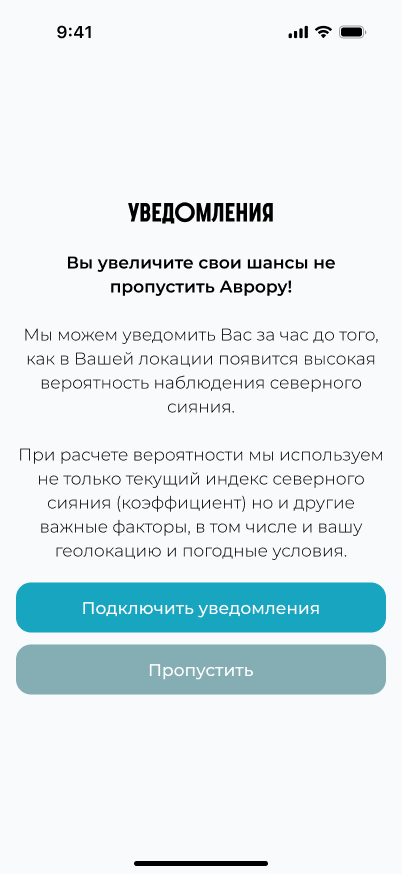 9:41
УВЕДОМЛЕНИЯ
Вы увеличите свои шансы не
пропустить Аврору!
Мы можем уведомить Вас за час до того,
как в Вашей локации появится высокая
вероятность наблюдения северного
сияния.
При расчете вероятности мы используем
не только текущий индекс северного
сияния (коэффициент) но и другие
важные факторы, в том числе и вашу
геолокацию и погодные условия.
Подключить уведомления
Пропустить